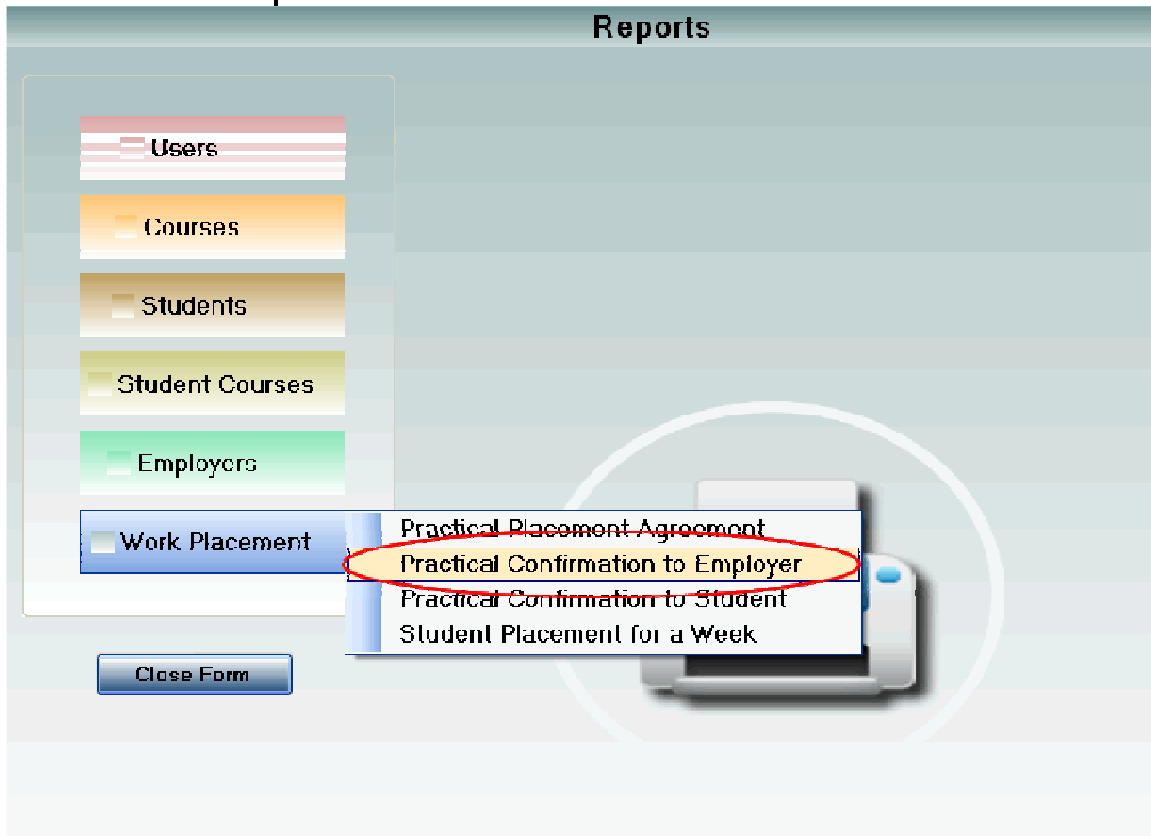 Reports
Users
Courses
Students
Student Courses
Employers
Work Placement
Practical Placement Agreement
Practical Confirmation to Employer
Practical Confirmation to Student
Student Placement for a Week
Close Form